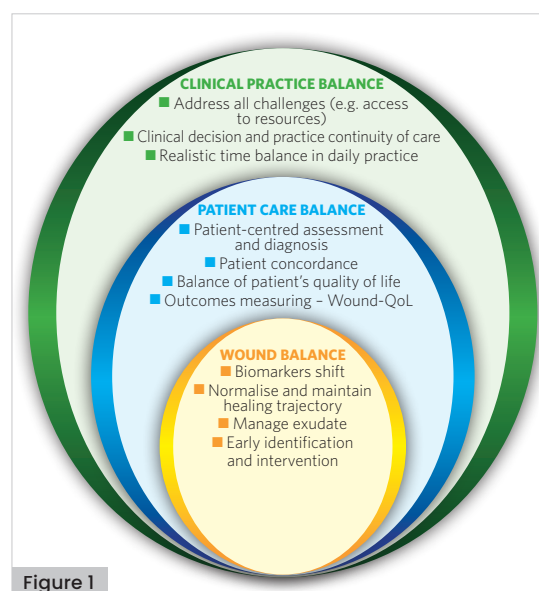 CLINICAL PRACTICE BALANCE
■ Address all challenges (e.g. access
to resources)
■ Clinical decision and practice continuity of care
■ Realistic time balance in daily practice
PATIENT CARE BALANCE
■ Patient-centred assessment
and diagnosis
■ Patient concordance
■ Balance of patient's quality of life
■ Outcomes measuring – Wound-QoL
WOUND BALANCE
■ Biomarkers shift
■ Normalise and maintain
healing trajectory
■ Manage exudate
■ Early identification
and intervention
Figure 1